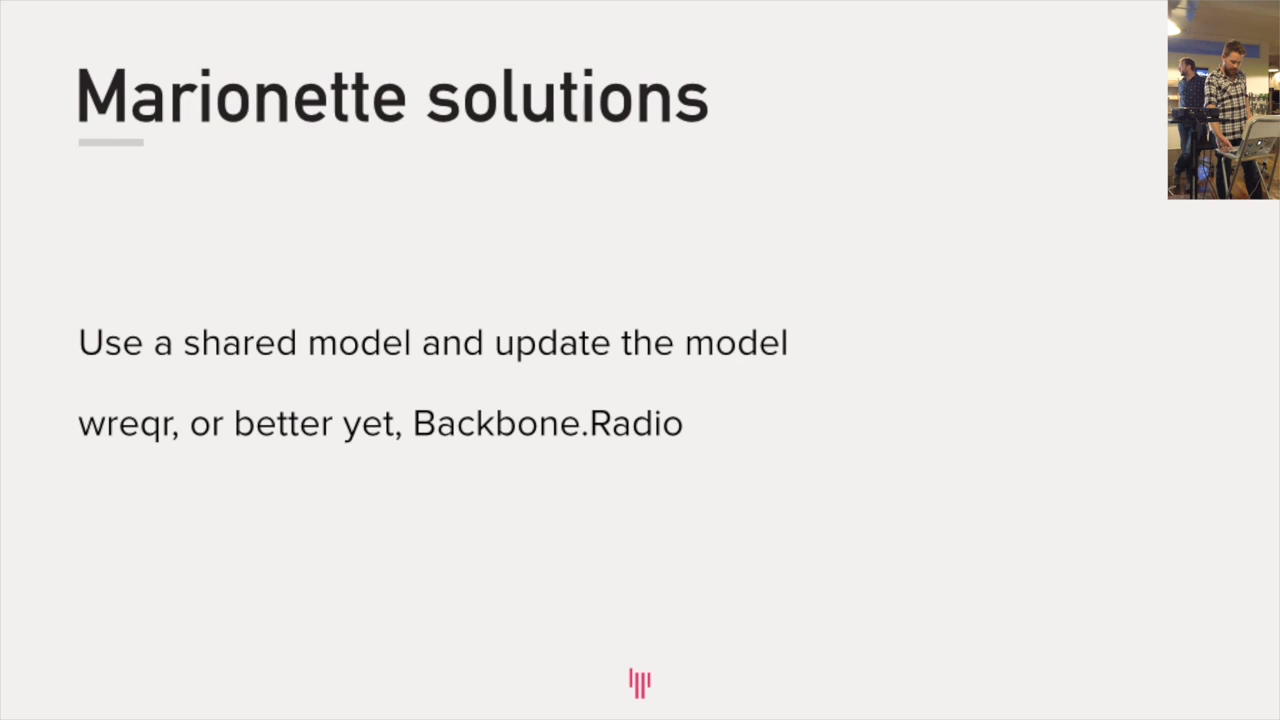 Marionette solutions
Use a shared model and update the model
wreqr, or better yet, Backbone.Radio